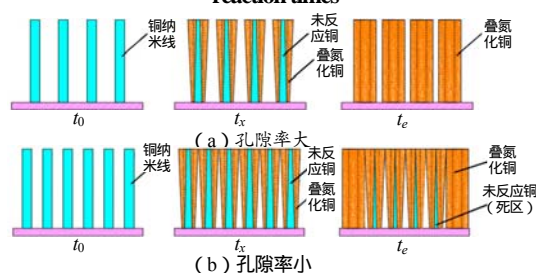 reaction times
铜纳
米线
未反
应铜
叠氮
化铜
叠氮
化铜
t0
tx
te
(a)孔隙率大
铜纳
米线
未反
应铜
叠氮
化铜
叠氮
化铜
未反应铜
(死区)
t0
tx
te
(b)孔隙率小